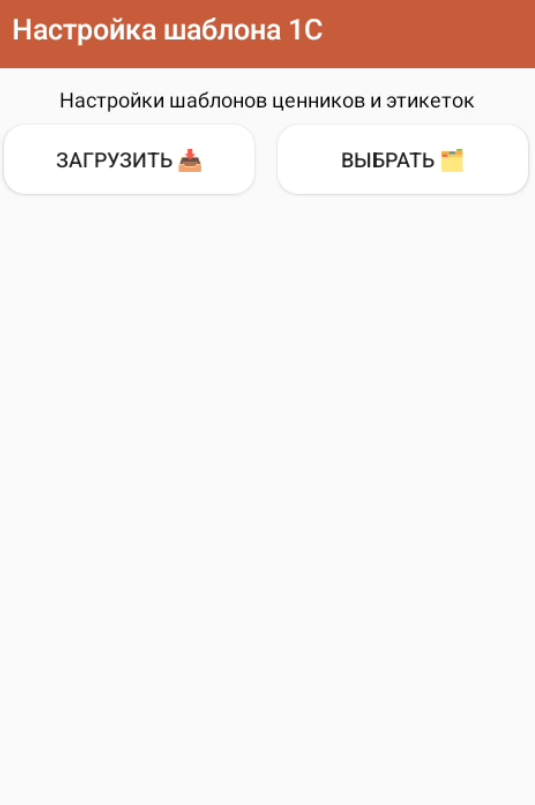 Настройка шаблона 1С
Настройки шаблонов ценников и этикеток
ЗАГРУЗИТЬ 📥
ВЫБРАТЬ 🗂️